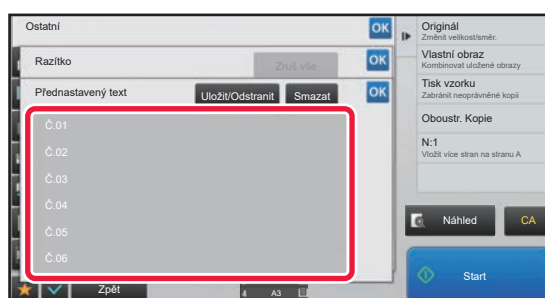 Ostatní
OK
Razítko
Zruš vše
OK
Přednastavený text
Uložit/Odstranit
Smazat
OK
Č.01
Č.02
Č.03
Č.04
Č.05
Č.06
Zpět
A3
Originál
Změnit velikost/směr.
Vlastní obraz
Kombinovat uložené obrazy
Tisk vzorku
Zabránit neoprávněné kopii
Oboustr. Kopie
N:1
Vložit více stran na stranu A
Náhled
CA
Start